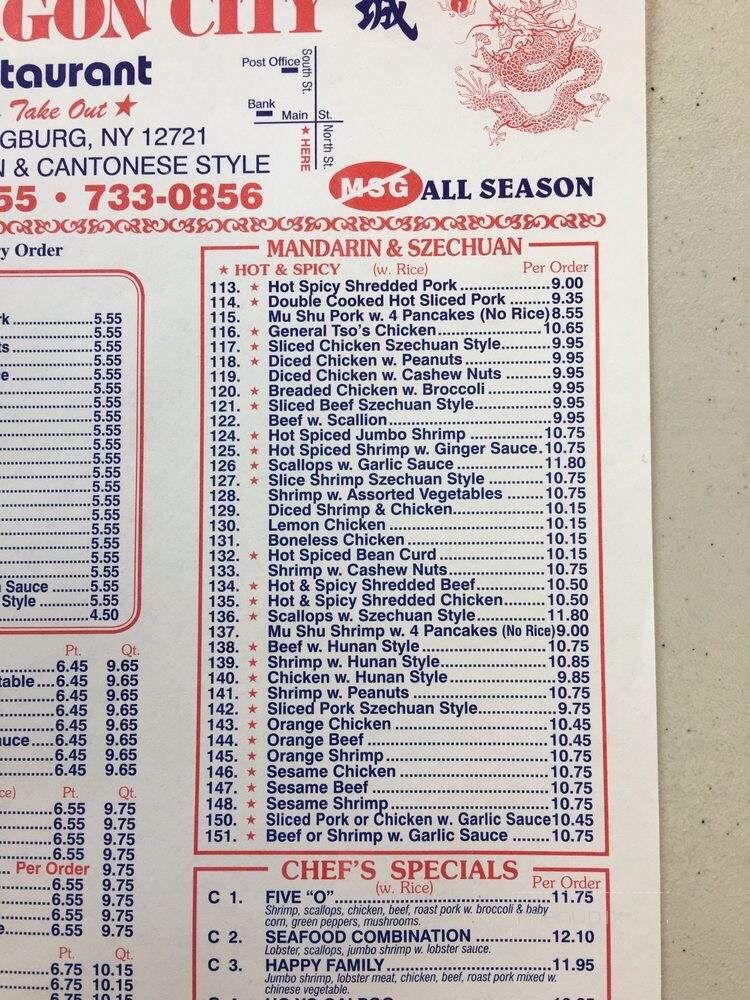 GON CITY 城
taurant
Take Out ★
GBURG, NY 12721
N & CANTONESE STYLE
55 • 733-0856
Post Office
South St.
Bank
Main St.
North St.
★ HERE
MSG ALL SEASON
y Order
k 5.55
5.55
ts 5.55
5.55
ce 5.55
5.55
5.55
5.55
5.55
5.55
5.55
5.55
5.55
5.55
5.55
5.55
5.55
5.55
5.55
Sauce 5.55
Style 5.55
4.50
Pt. Qt.
6.45 9.65
table 6.45 9.65
6.45 9.65
6.45 9.65
6.45 9.65
auce 6.45 9.65
6.45 9.65
6.45 9.65
ce) Pt. Qt.
6.55 9.75
6.55 9.75
6.55 9.75
6.55 9.75
Per Order 9.75
6.55 9.75
6.55 9.75
6.55 9.75
e 6.55 9.75
Pt. Qt.
6.75 10.15
6.75 10.15
6.75 10.15
MANDARIN & SZECHUAN
★ HOT & SPICY (w. Rice) Per Order
113. ★ Hot Spicy Shredded Pork 9.00
114. ★ Double Cooked Hot Sliced Pork 9.35
115. Mu Shu Pork w. 4 Pancakes (No Rice) 8.55
116. ★ General Tso's Chicken 10.65
117. ★ Sliced Chicken Szechuan Style 9.95
118. ★ Diced Chicken w. Peanuts 9.95
119. Diced Chicken w. Cashew Nuts 9.95
120. ★ Breaded Chicken w. Broccoli 9.95
121. ★ Sliced Beef Szechuan Style 9.95
122. Beef w. Scallion 9.95
124. ★ Hot Spiced Jumbo Shrimp 10.75
125. ★ Hot Spiced Shrimp w. Ginger Sauce. 10.75
126 ★ Scallops w. Garlic Sauce 11.80
127. ★ Slice Shrimp Szechuan Style 10.75
128. Shrimp w. Assorted Vegetables 10.75
129. Diced Shrimp & Chicken 10.15
130. Lemon Chicken 10.15
131. Boneless Chicken 10.15
132. ★ Hot Spiced Bean Curd 10.15
133. Shrimp w. Cashew Nuts 10.75
134. ★ Hot & Spicy Shredded Beef 10.50
135. ★ Hot & Spicy Shredded Chicken 10.50
136. ★ Scallops w. Szechuan Style 11.80
137. Mu Shu Shrimp w. 4 Pancakes (No Rice) 9.00
138. ★ Beef w. Hunan Style 10.75
139. ★ Shrimp w. Hunan Style 10.85
140. ★ Chicken w. Hunan Style 9.85
141. ★ Shrimp w. Peanuts 10.75
142. ★ Sliced Pork Szechuan Style 9.75
143. ★ Orange Chicken 10.45
144. ★ Orange Beef 10.45
145. ★ Orange Shrimp 10.75
146. ★ Sesame Chicken 10.75
147. ★ Sesame Beef 10.75
148. ★ Sesame Shrimp 10.75
150. ★ Sliced Pork or Chicken w. Garlic Sauce 10.45
151. ★ Beef or Shrimp w. Garlic Sauce 10.75
CHEF'S SPECIALS
(w. Rice) Per Order
C 1. FIVE "O" 11.75
Shrimp, scallops, chicken, beef, roast pork w. broccoli & baby
corn, green peppers, mushrooms.
C 2. SEAFOOD COMBINATION 12.10
Lobster, scallops, jumbo shrimp w. lobster sauce.
C 3. HAPPY FAMILY 11.95
Jumbo shrimp, lobster meat, chicken, beef, roast pork mixed w.
chinese vegetable.